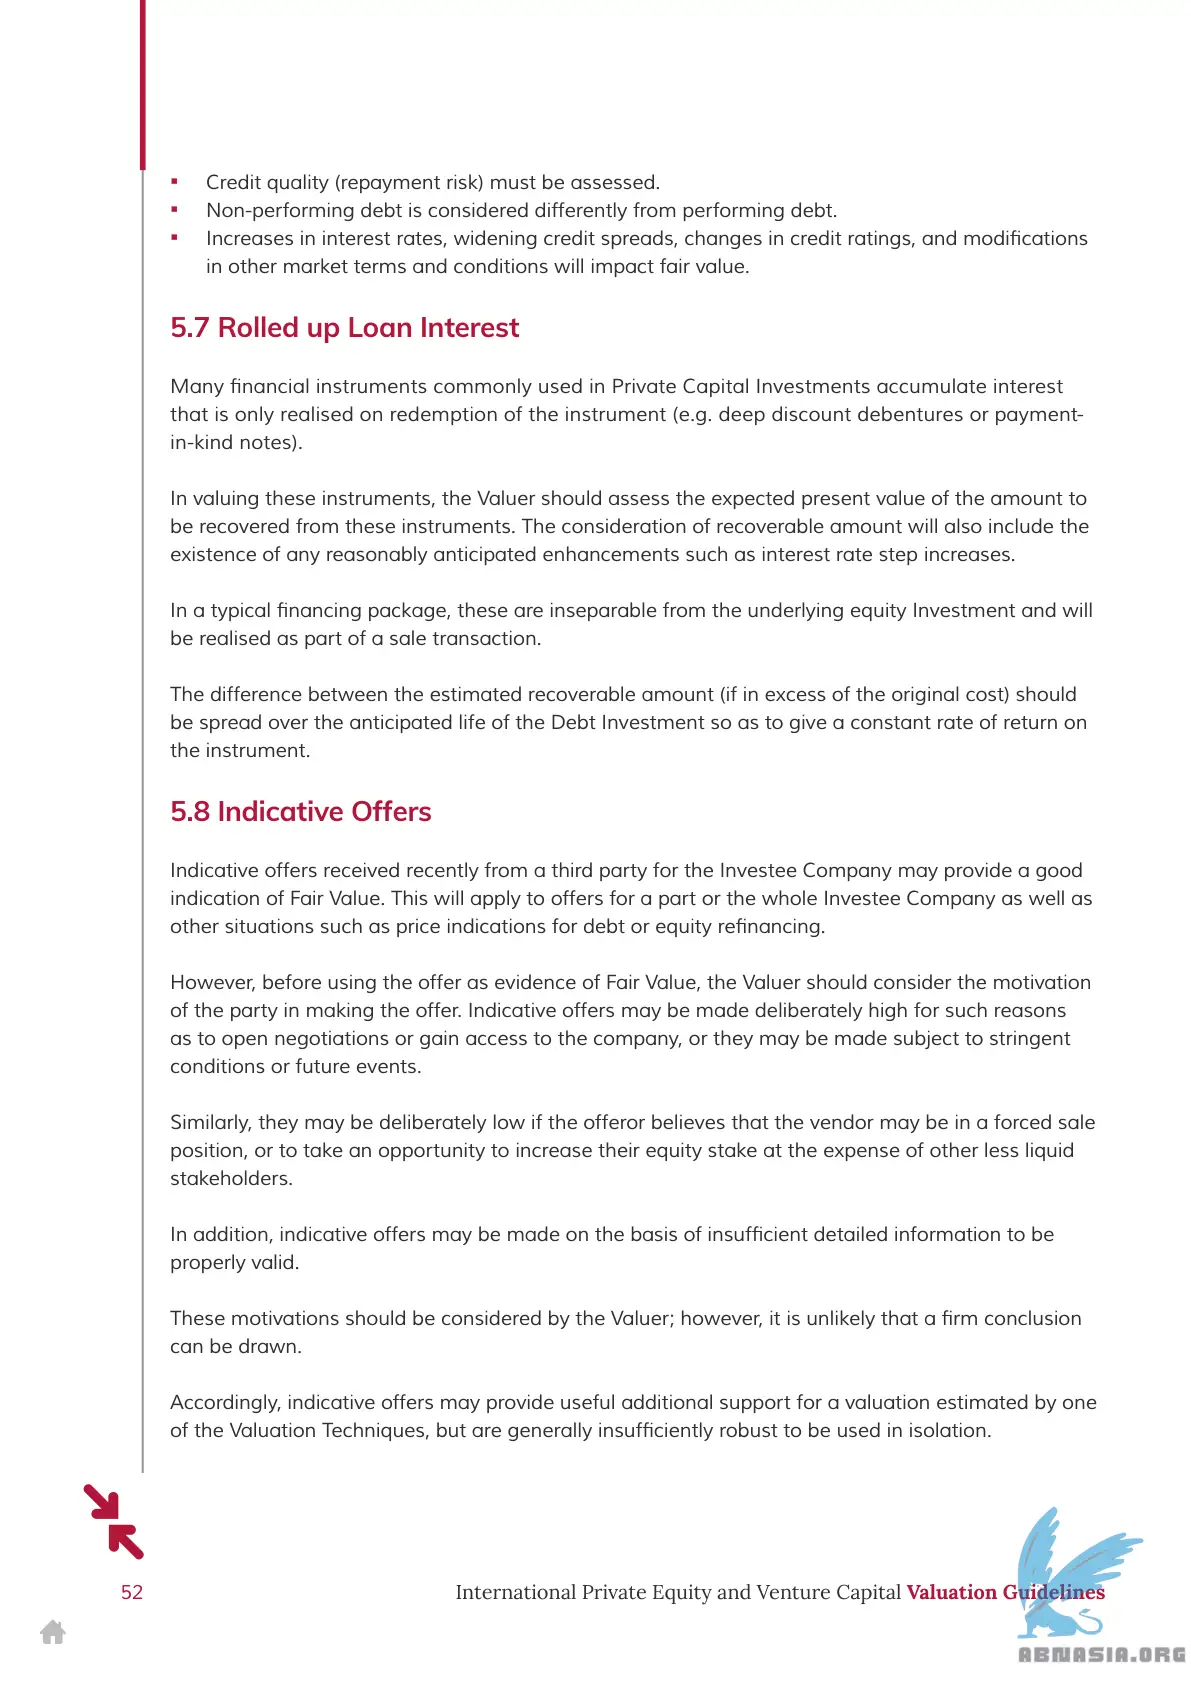 ▪ Credit quality (repayment risk) must be assessed.
▪ Non-performing debt is considered differently from performing debt.
▪ Increases in interest rates, widening credit spreads, changes in credit ratings, and modifications
in other market terms and conditions will impact fair value.
5.7 Rolled up Loan Interest
Many financial instruments commonly used in Private Capital Investments accumulate interest
that is only realised on redemption of the instrument (e.g. deep discount debentures or payment-
in-kind notes).
In valuing these instruments, the Valuer should assess the expected present value of the amount to
be recovered from these instruments. The consideration of recoverable amount will also include the
existence of any reasonably anticipated enhancements such as interest rate step increases.
In a typical financing package, these are inseparable from the underlying equity Investment and will
be realised as part of a sale transaction.
The difference between the estimated recoverable amount (if in excess of the original cost) should
be spread over the anticipated life of the Debt Investment so as to give a constant rate of return on
the instrument.
5.8 Indicative Offers
Indicative offers received recently from a third party for the Investee Company may provide a good
indication of Fair Value. This will apply to offers for a part or the whole Investee Company as well as
other situations such as price indications for debt or equity refinancing.
However, before using the offer as evidence of Fair Value, the Valuer should consider the motivation
of the party in making the offer. Indicative offers may be made deliberately high for such reasons
as to open negotiations or gain access to the company, or they may be made subject to stringent
conditions or future events.
Similarly, they may be deliberately low if the offeror believes that the vendor may be in a forced sale
position, or to take an opportunity to increase their equity stake at the expense of other less liquid
stakeholders.
In addition, indicative offers may be made on the basis of insufficient detailed information to be
properly valid.
These motivations should be considered by the Valuer; however, it is unlikely that a firm conclusion
can be drawn.
Accordingly, indicative offers may provide useful additional support for a valuation estimated by one
of the Valuation Techniques, but are generally insufficiently robust to be used in isolation.
52
International Private Equity and Venture Capital Valuation Guidelines
ABNASIA.ORG